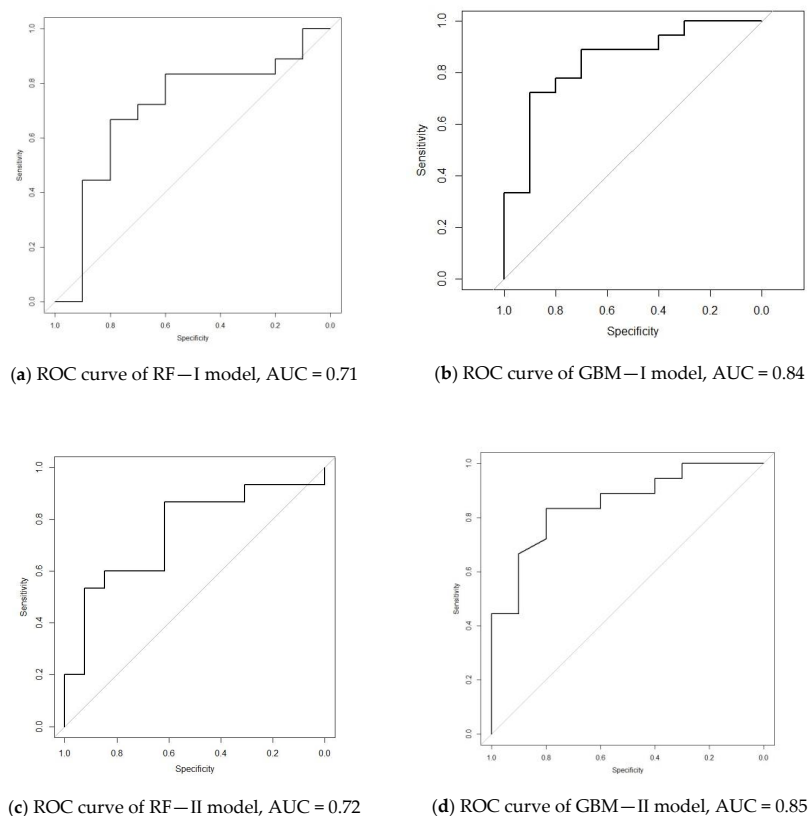 1.0
0.8
0.6
0.4
0.2
0.0
Sensitivity
1.0 0.8 0.6 0.4 0.2 0.0
Specificity
(a) ROC curve of RF—I model, AUC = 0.71
1.0
0.8
0.6
0.4
0.2
0.0
Sensitivity
1.0 0.8 0.6 0.4 0.2 0.0
Specificity
(b) ROC curve of GBM—I model, AUC = 0.84
1.0
0.8
0.6
0.4
0.2
0.0
Sensitivity
1.0 0.8 0.6 0.4 0.2 0.0
Specificity
(c) ROC curve of RF—II model, AUC = 0.72
1.0
0.8
0.6
0.4
0.2
0.0
Sensitivity
1.0 0.8 0.6 0.4 0.2 0.0
Specificity
(d) ROC curve of GBM—II model, AUC = 0.85